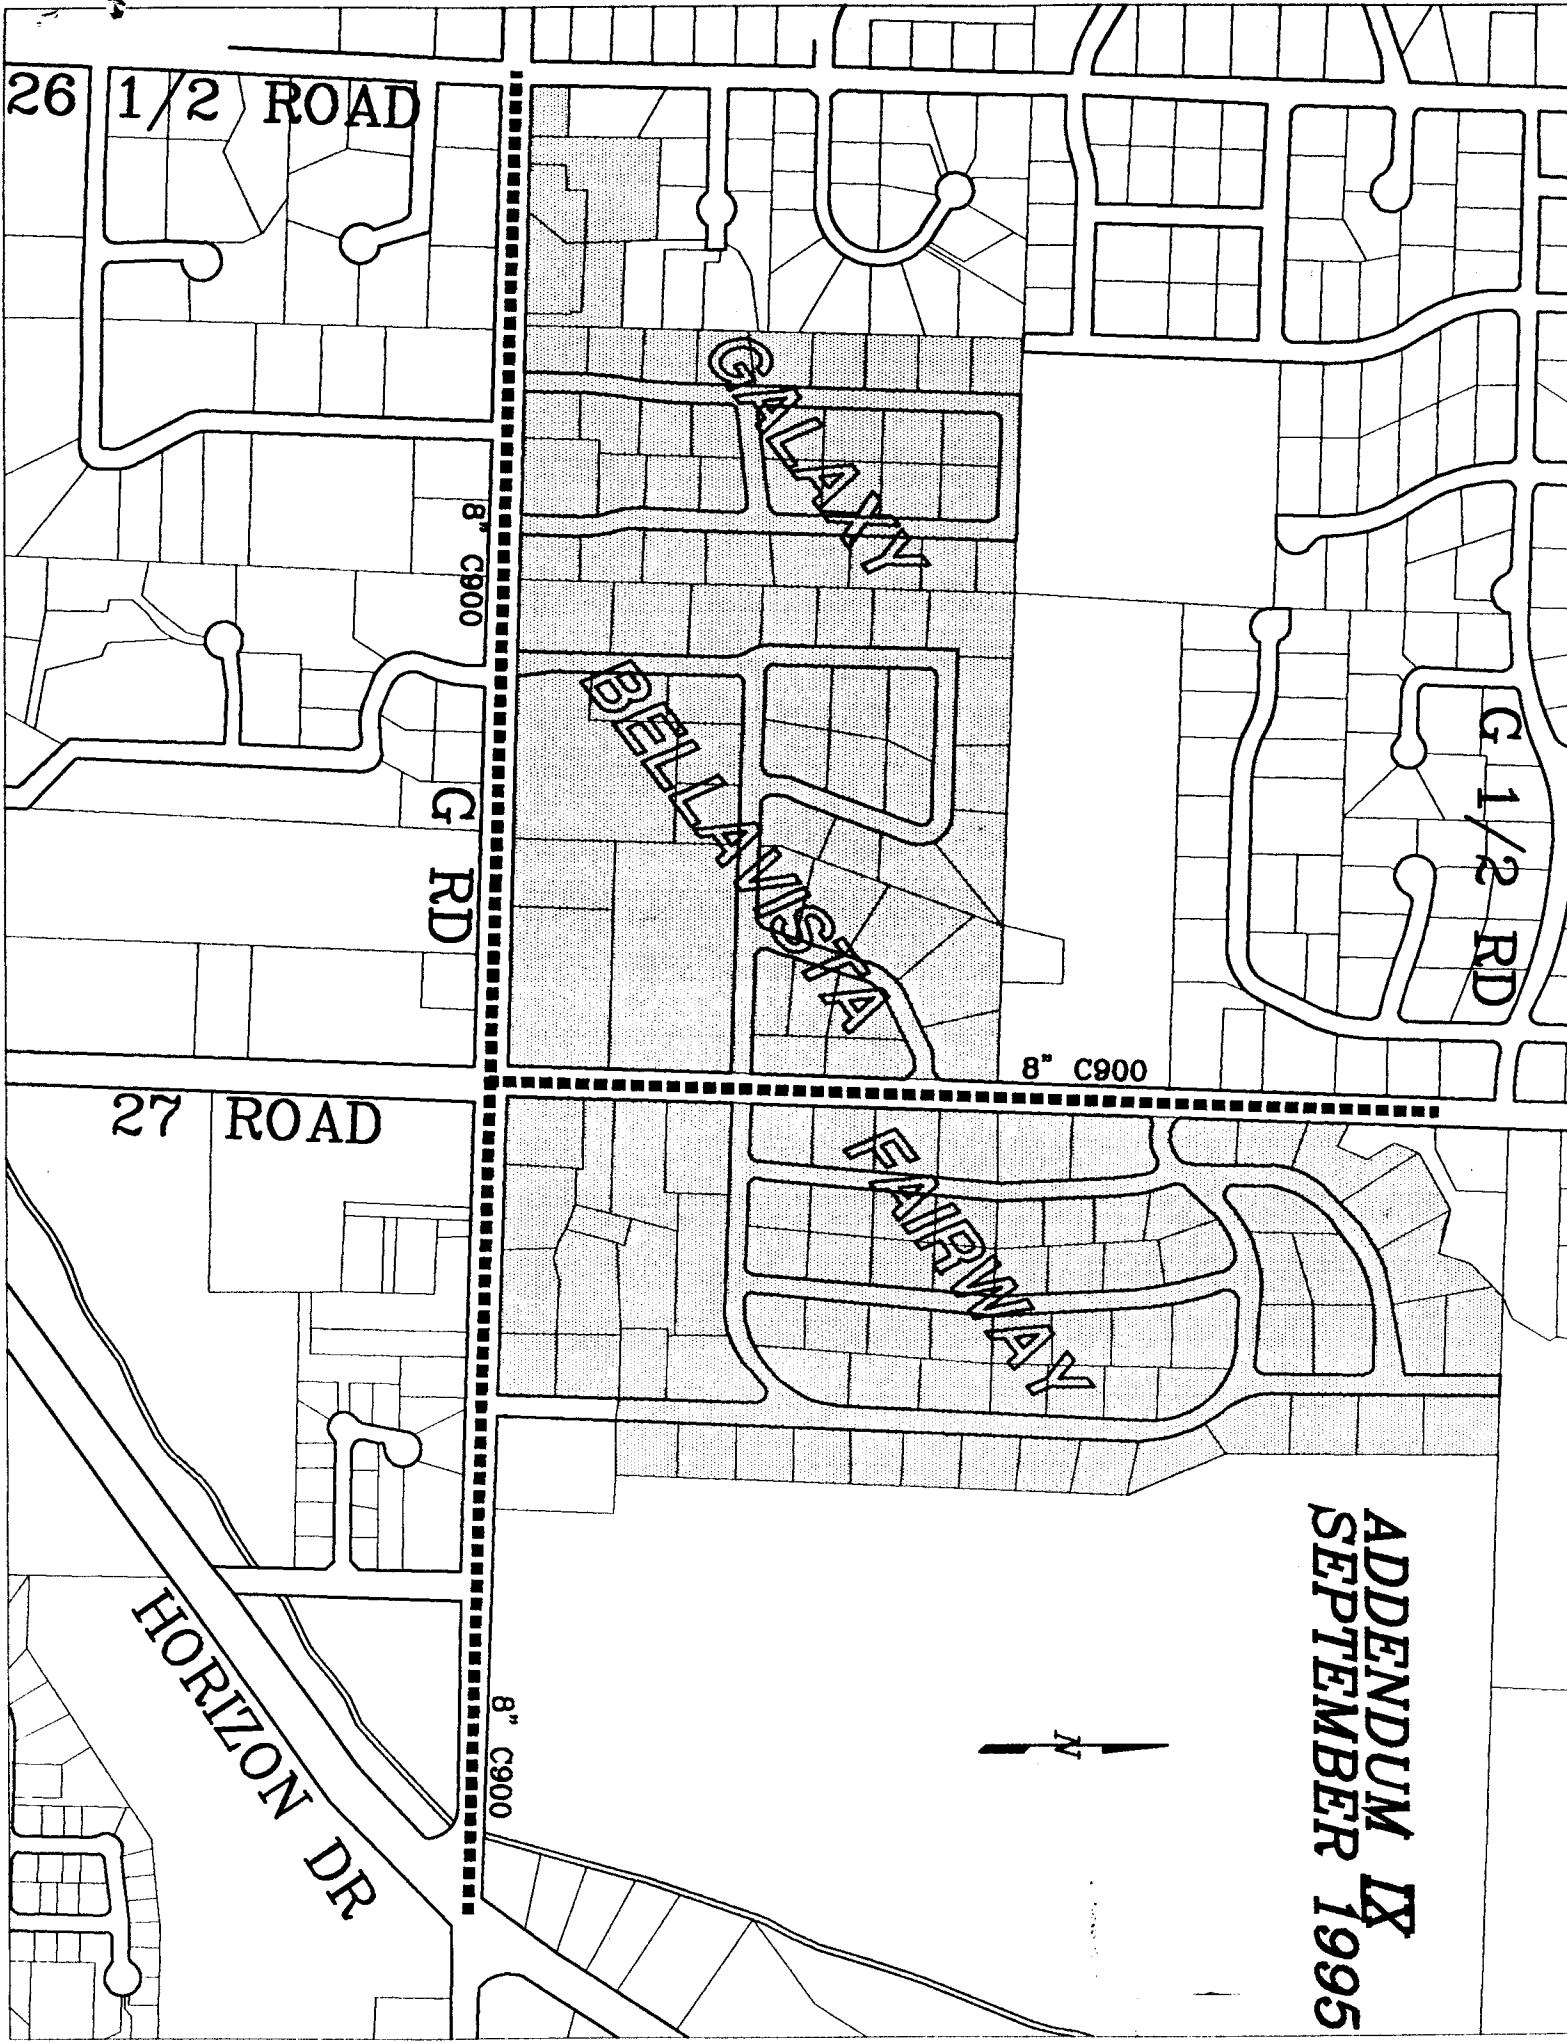 26 1/2 ROAD
GALAXY
8" C900
BELLAVISTA
G RD
G 1/2 RD
8" C900
27 ROAD
FAIRWAY
ADDENDUM IX
SEPTEMBER 1995
HORIZON DR
8" C900
N